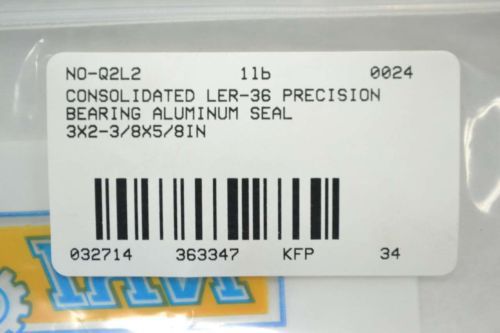 NO-Q2L2 1lb 0024
CONSOLIDATED LER-36 PRECISION
BEARING ALUMINUM SEAL
3X2-3/8X5/8IN
032714 363347 KFP 34